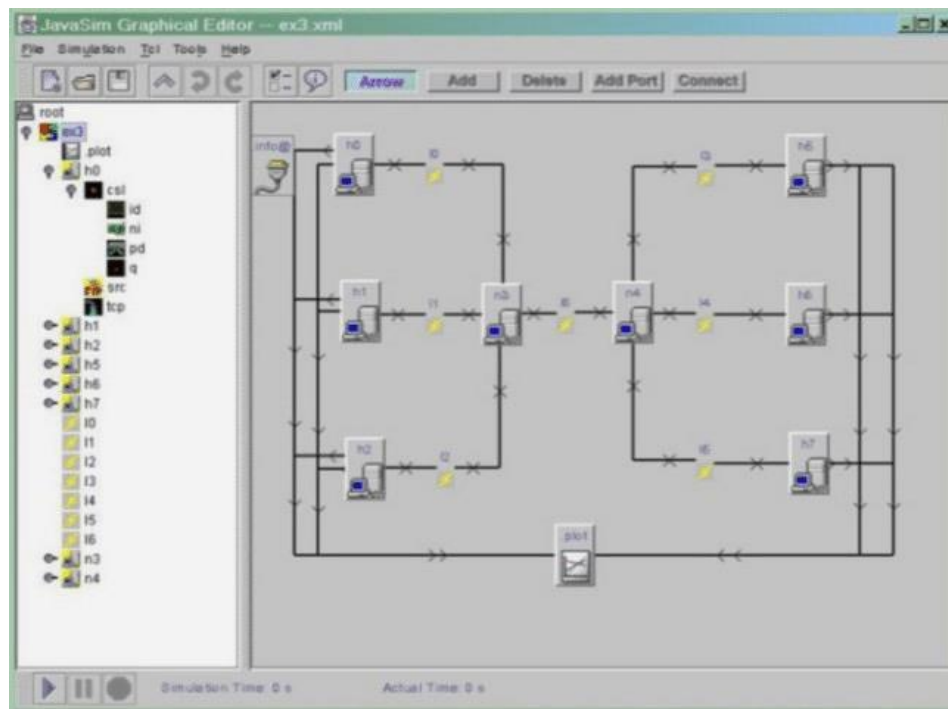 JavaSim Graphical Editor -- ex3.xml
File Simulation Tcl Tools Help
Arrow Add Delete Add Port Connect
root
ex3
.plot
h0
csl
id
ni
pd
q
src
tcp
h1
h2
h5
h6
h7
l0
l1
l2
l3
l4
l5
l6
n3
n4
.info@
h0
l0
l3
h5
h1
l1
n3
l6
n4
l4
h6
h2
l2
l5
h7
.plot
Simulation Time: 0 s Actual Time: 0 s